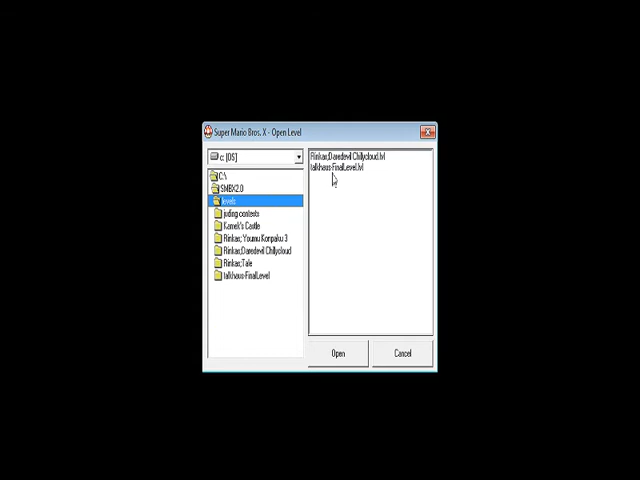 Super Mario Bros. X - Open Level
c: [OS]
C:\
SMBX2.0
levels
juding contests
Kamek's Castle
Rinkas; Youmu Konpaku 3
Rinkas;Daredevil Chillycloud
Rinkas;Tale
talkhaus-FinalLevel
Rinkas;Daredevil Chillycloud.lvl
talkhaus-FinalLevel.lvl
Open
Cancel